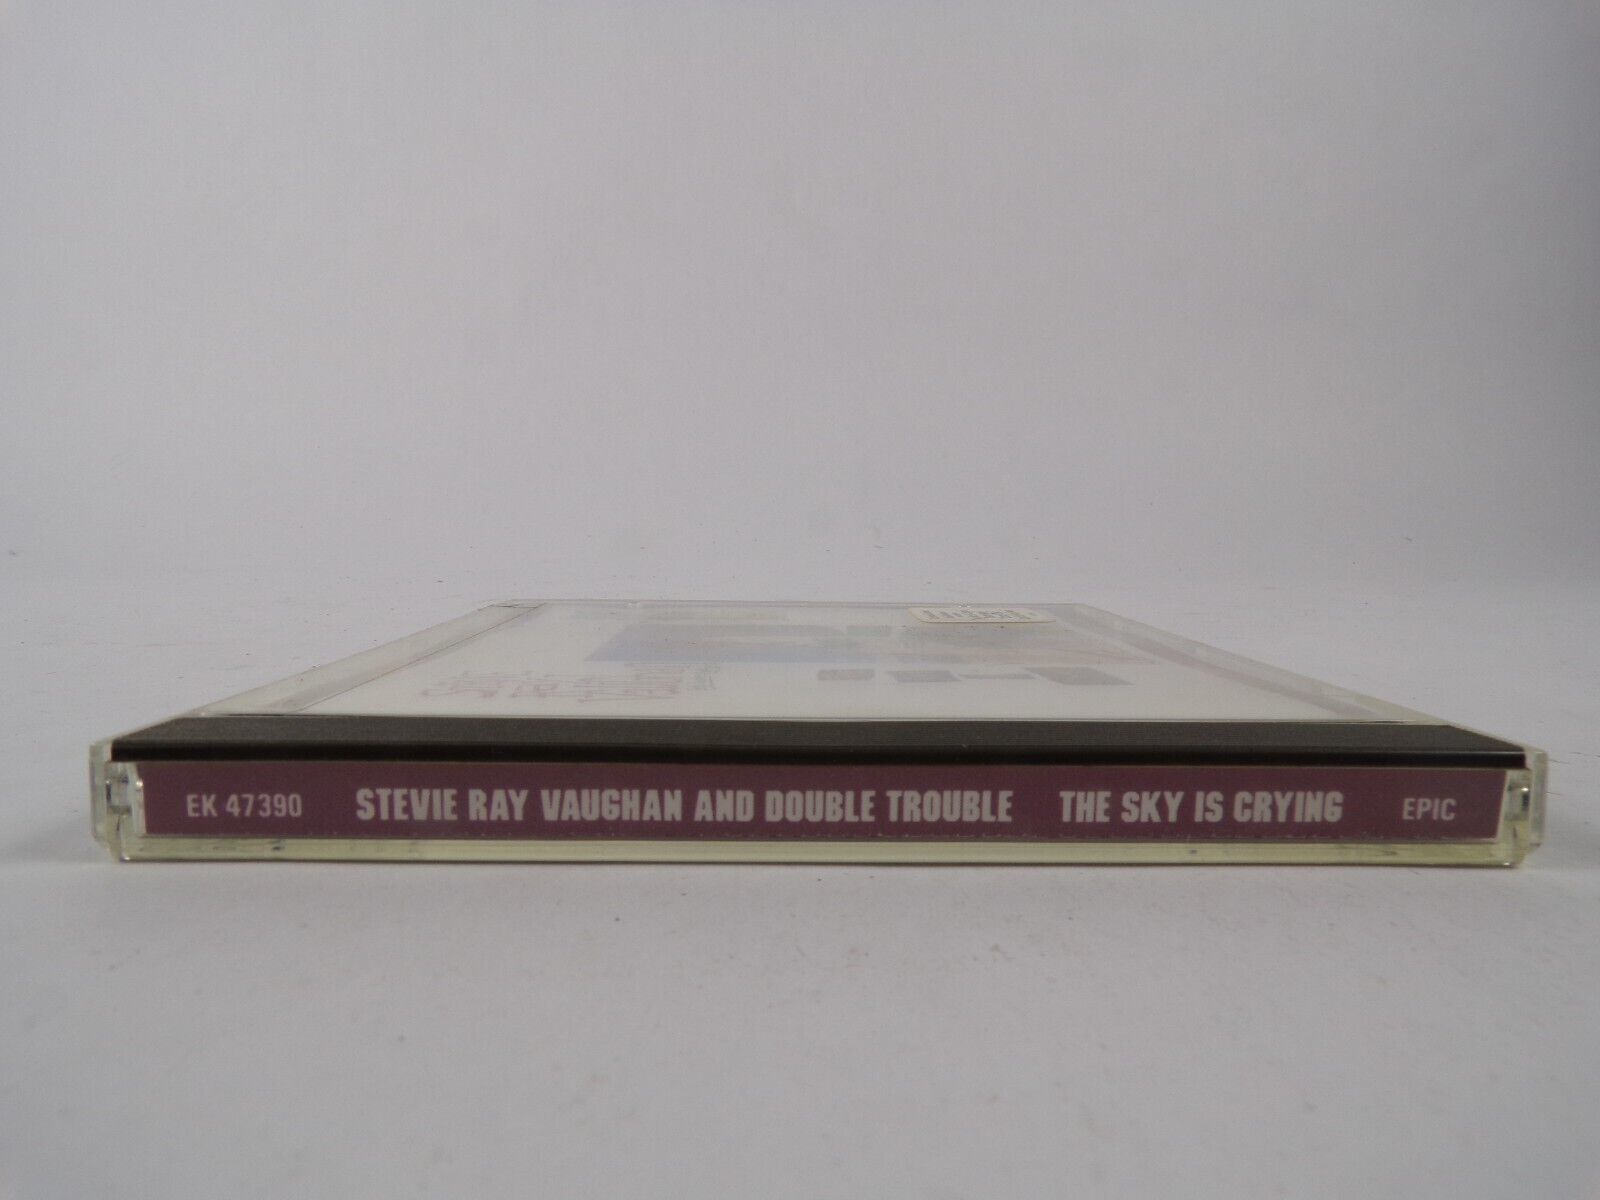 EK 47390 STEVIE RAY VAUGHAN AND DOUBLE TROUBLE THE SKY IS CRYING EPIC